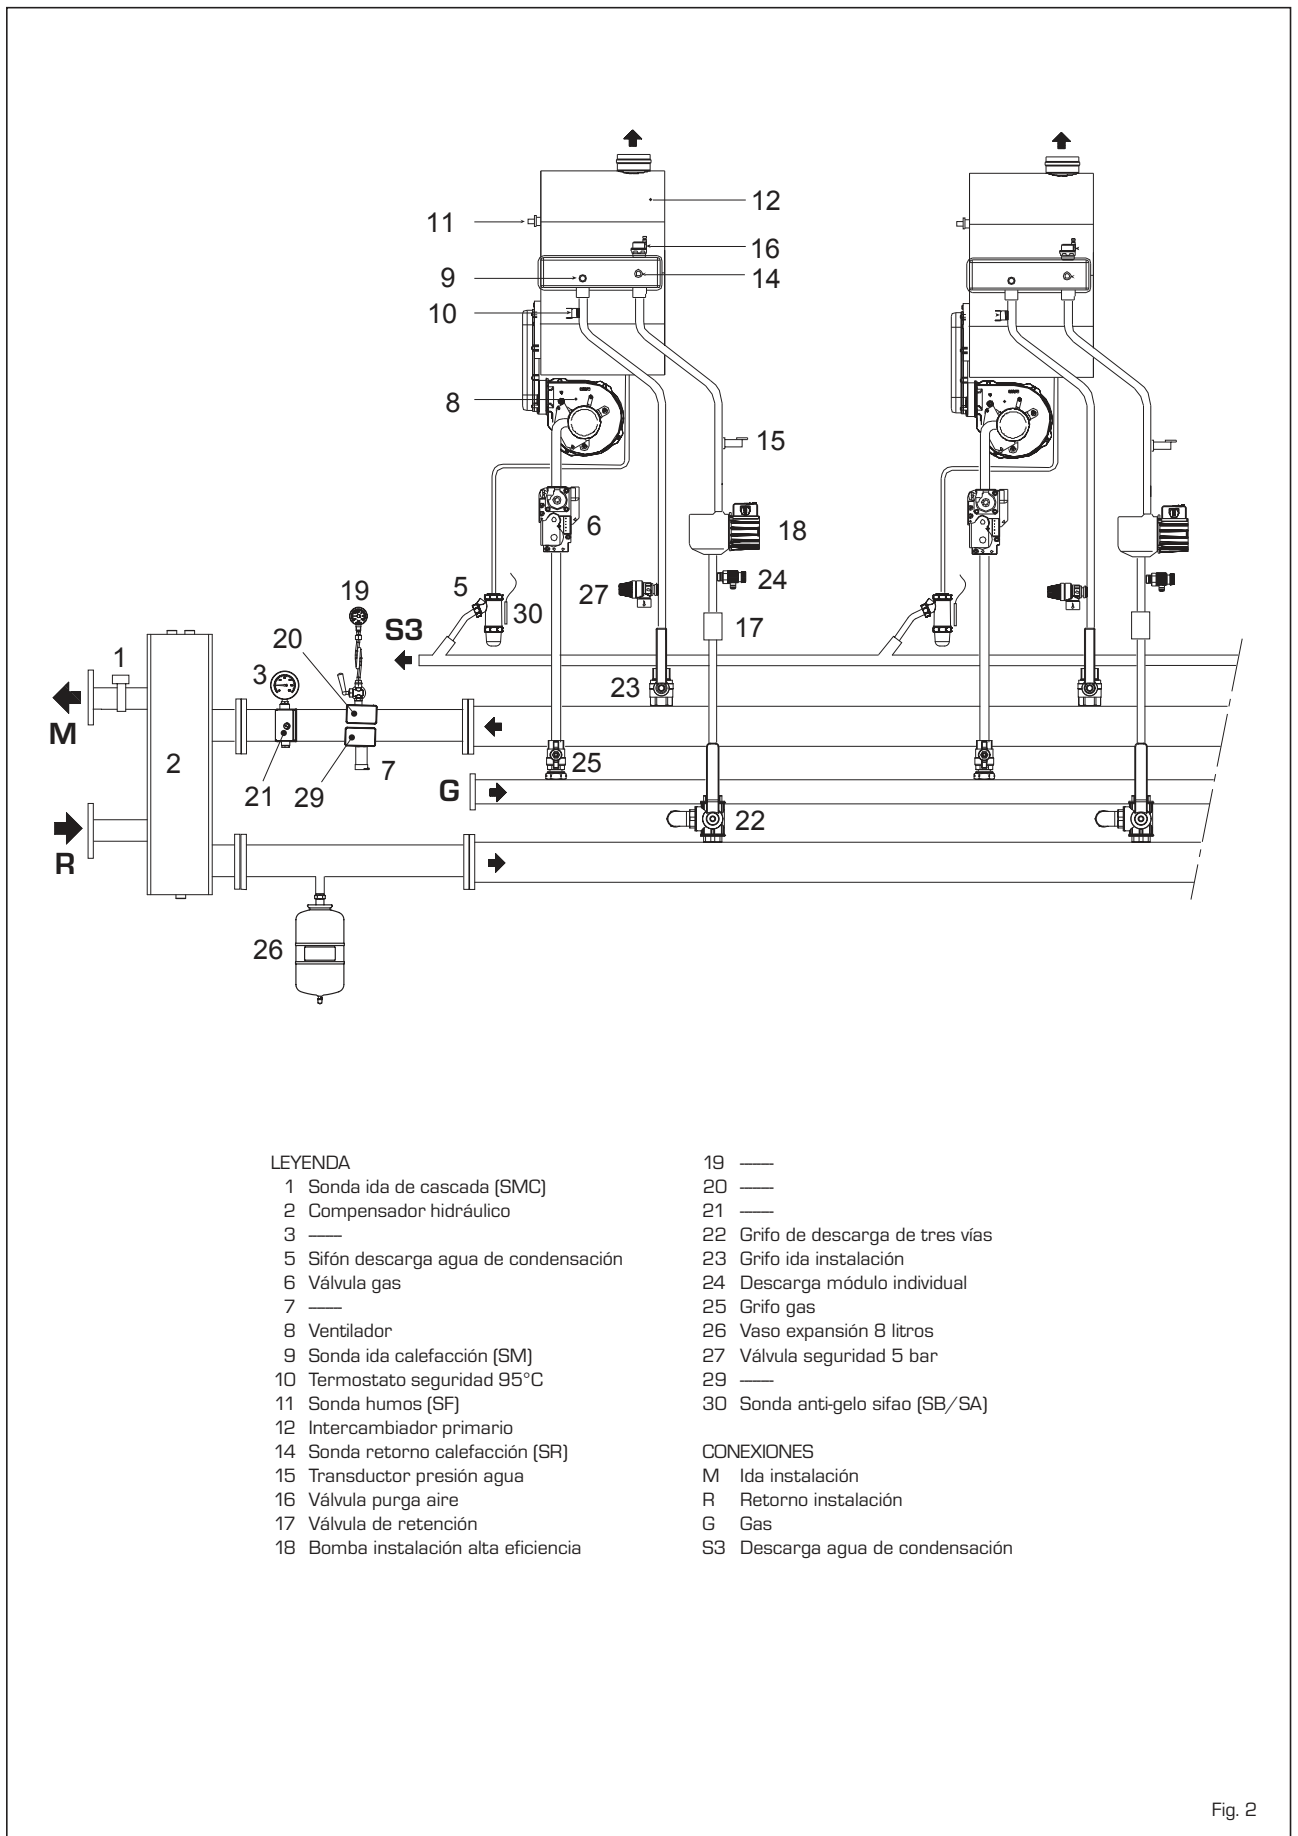 12
11
16
9
14
10
8
15
6
18
5
27
24
19
30
20
S3
17
1
3
23
M
2
25
7
21
29
G
22
R
26
LEYENDA
1 Sonda ida de cascada (SMC)
2 Compensador hidráulico
3 ------
5 Sifón descarga agua de condensación
6 Válvula gas
7 ------
8 Ventilador
9 Sonda ida calefacción (SM)
10 Termostato seguridad 95°C
11 Sonda humos (SF)
12 Intercambiador primario
14 Sonda retorno calefacción (SR)
15 Transductor presión agua
16 Válvula purga aire
17 Válvula de retención
18 Bomba instalación alta eficiencia
19 ------
20 ------
21 ------
22 Grifo de descarga de tres vías
23 Grifo ida instalación
24 Descarga módulo individual
25 Grifo gas
26 Vaso expansión 8 litros
27 Válvula seguridad 5 bar
29 ------
30 Sonda anti-gelo sifao (SB/SA)
CONEXIONES
M Ida instalación
R Retorno instalación
G Gas
S3 Descarga agua de condensación
Fig. 2